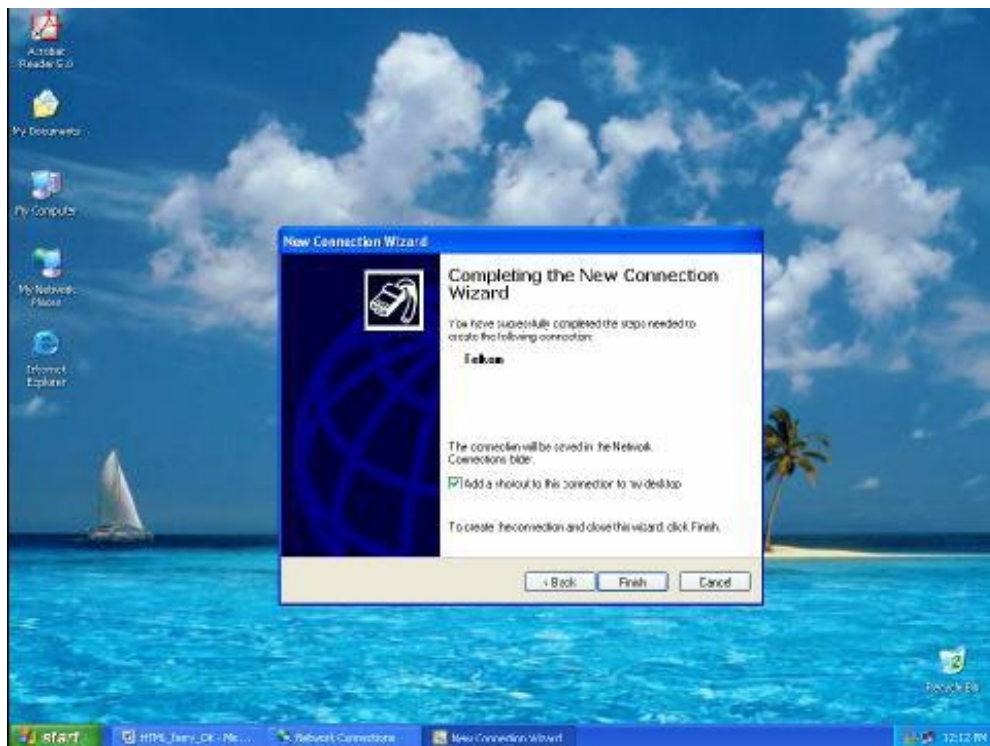 Acrobat
Reader 5.0
My Documents
My Computer
My Network
Places
Internet
Explorer
New Connection Wizard
Completing the New Connection
Wizard
You have successfully completed the steps needed to
create the following connection:
The connection will be saved in the Network
Connections folder.
Add a shortcut to this connection to my desktop
To create the connection and close this wizard, click Finish.
< Back
Finish
Cancel
Recycle Bin
start
Network Connections
New Connection Wizard
12:12 PM